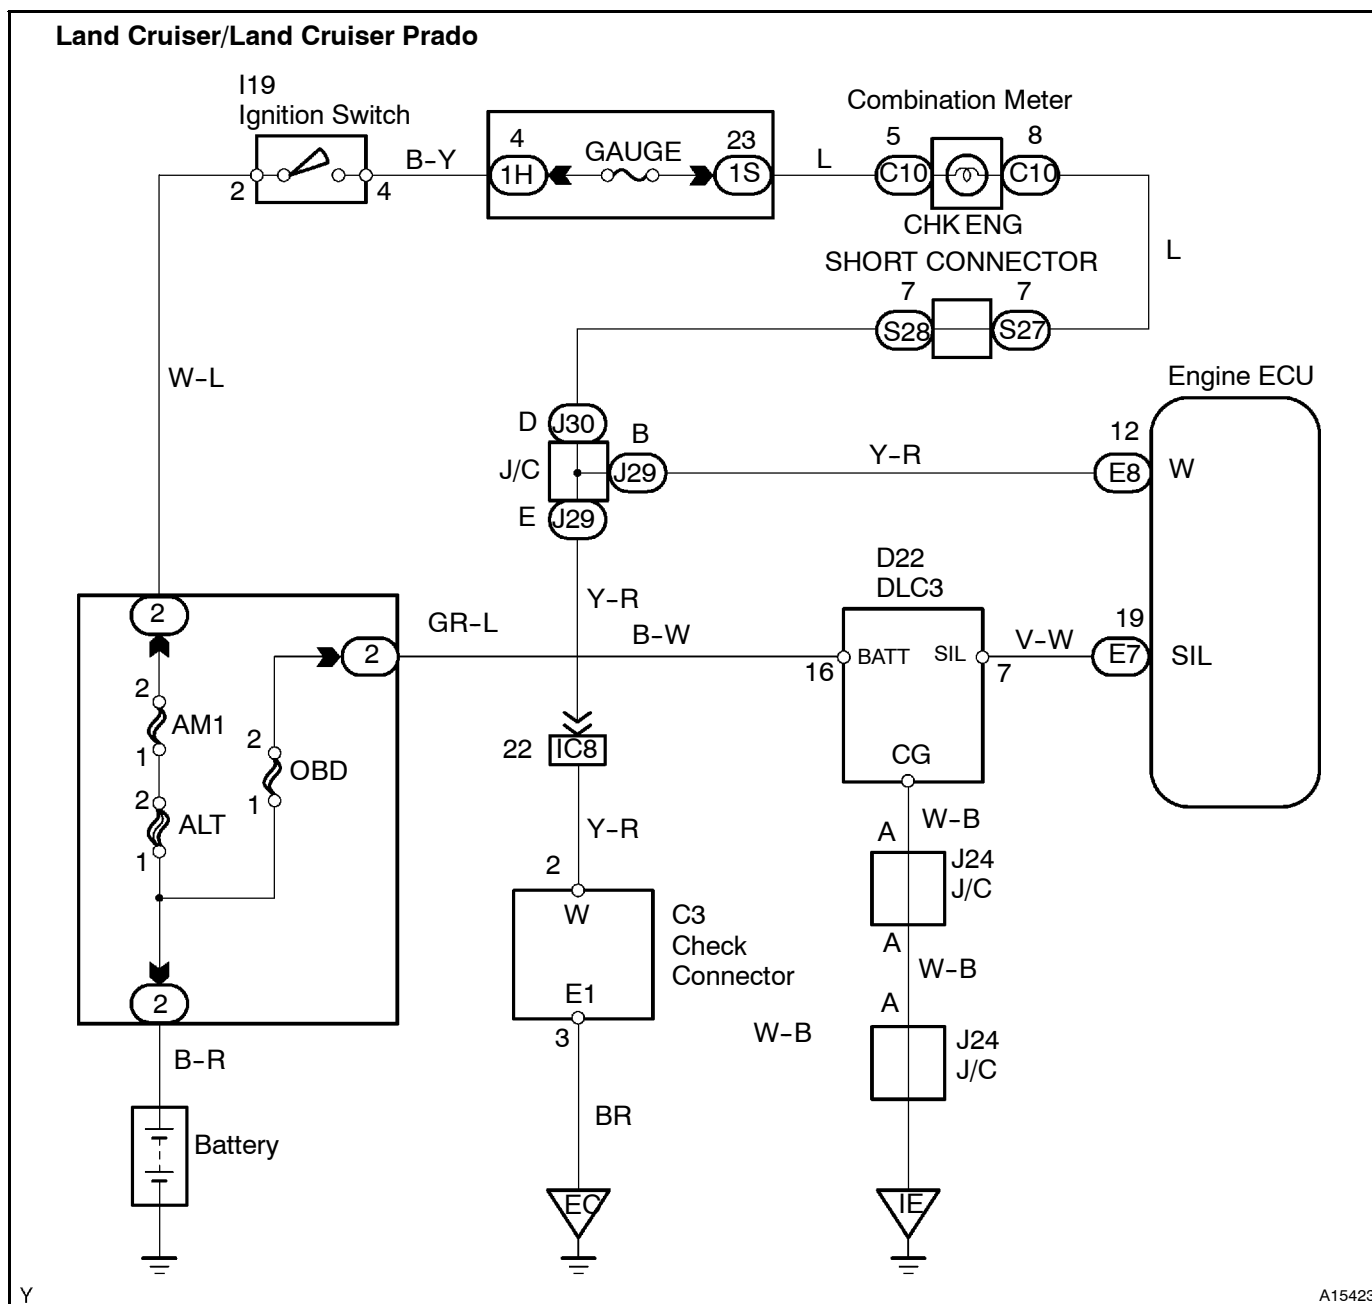 Land Cruiser/Land Cruiser Prado
I19
Ignition Switch
2
4
B-Y
4
1H
GAUGE
23
1S
L
Combination Meter
5
8
C10
C10
CHK ENG
L
SHORT CONNECTOR
7
7
S28
S27
W-L
Engine ECU
D
J30
B
J/C
J29
Y-R
12
E8
W
E
J29
D22
DLC3
2
Y-R
GR-L
B-W
2
16
BATT
SIL
7
V-W
19
E7
SIL
2
AM1
1
2
OBD
1
2
ALT
1
22
IC8
CG
W-B
A
J24
J/C
Y-R
2
W
C3
Check
Connector
A
W-B
E1
3
A
2
W-B
J24
J/C
B-R
BR
Battery
EC
IE
Y
A15423